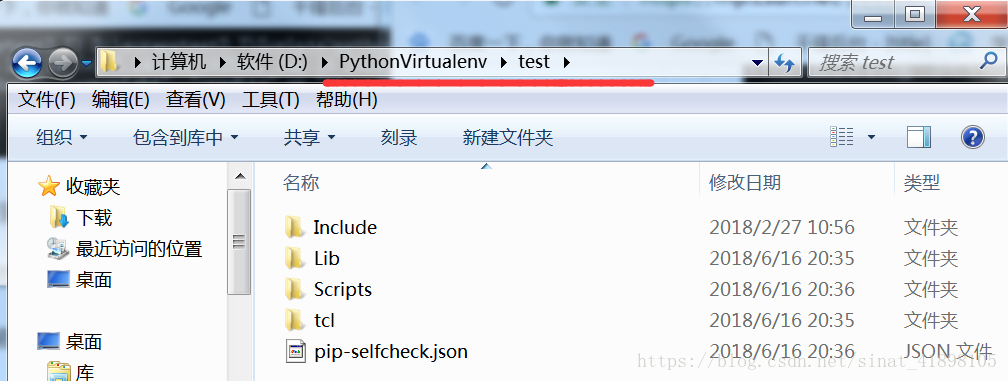 计算机 软件 (D:) PythonVirtualenv test 搜索 test
文件(F) 编辑(E) 查看(V) 工具(T) 帮助(H)
组织 包含到库中 共享 刻录 新建文件夹
收藏夹
下载
最近访问的位置
桌面
桌面
库
名称 修改日期 类型
Include 2018/2/27 10:56 文件夹
Lib 2018/6/16 20:35 文件夹
Scripts 2018/6/16 20:36 文件夹
tcl 2018/6/16 20:35 文件夹
pip-selfcheck.json 2018/6/16 20:36 JSON 文件
https://blog.csdn.net/sinat_41898105